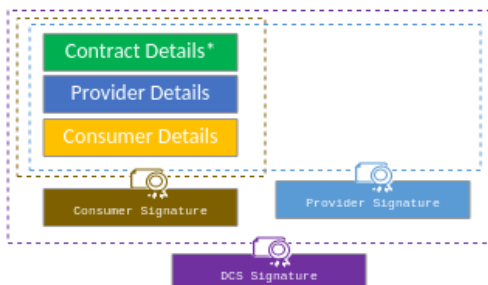 Contract Details*
Provider Details
Consumer Details
Consumer Signature
Provider Signature
DCS Signature